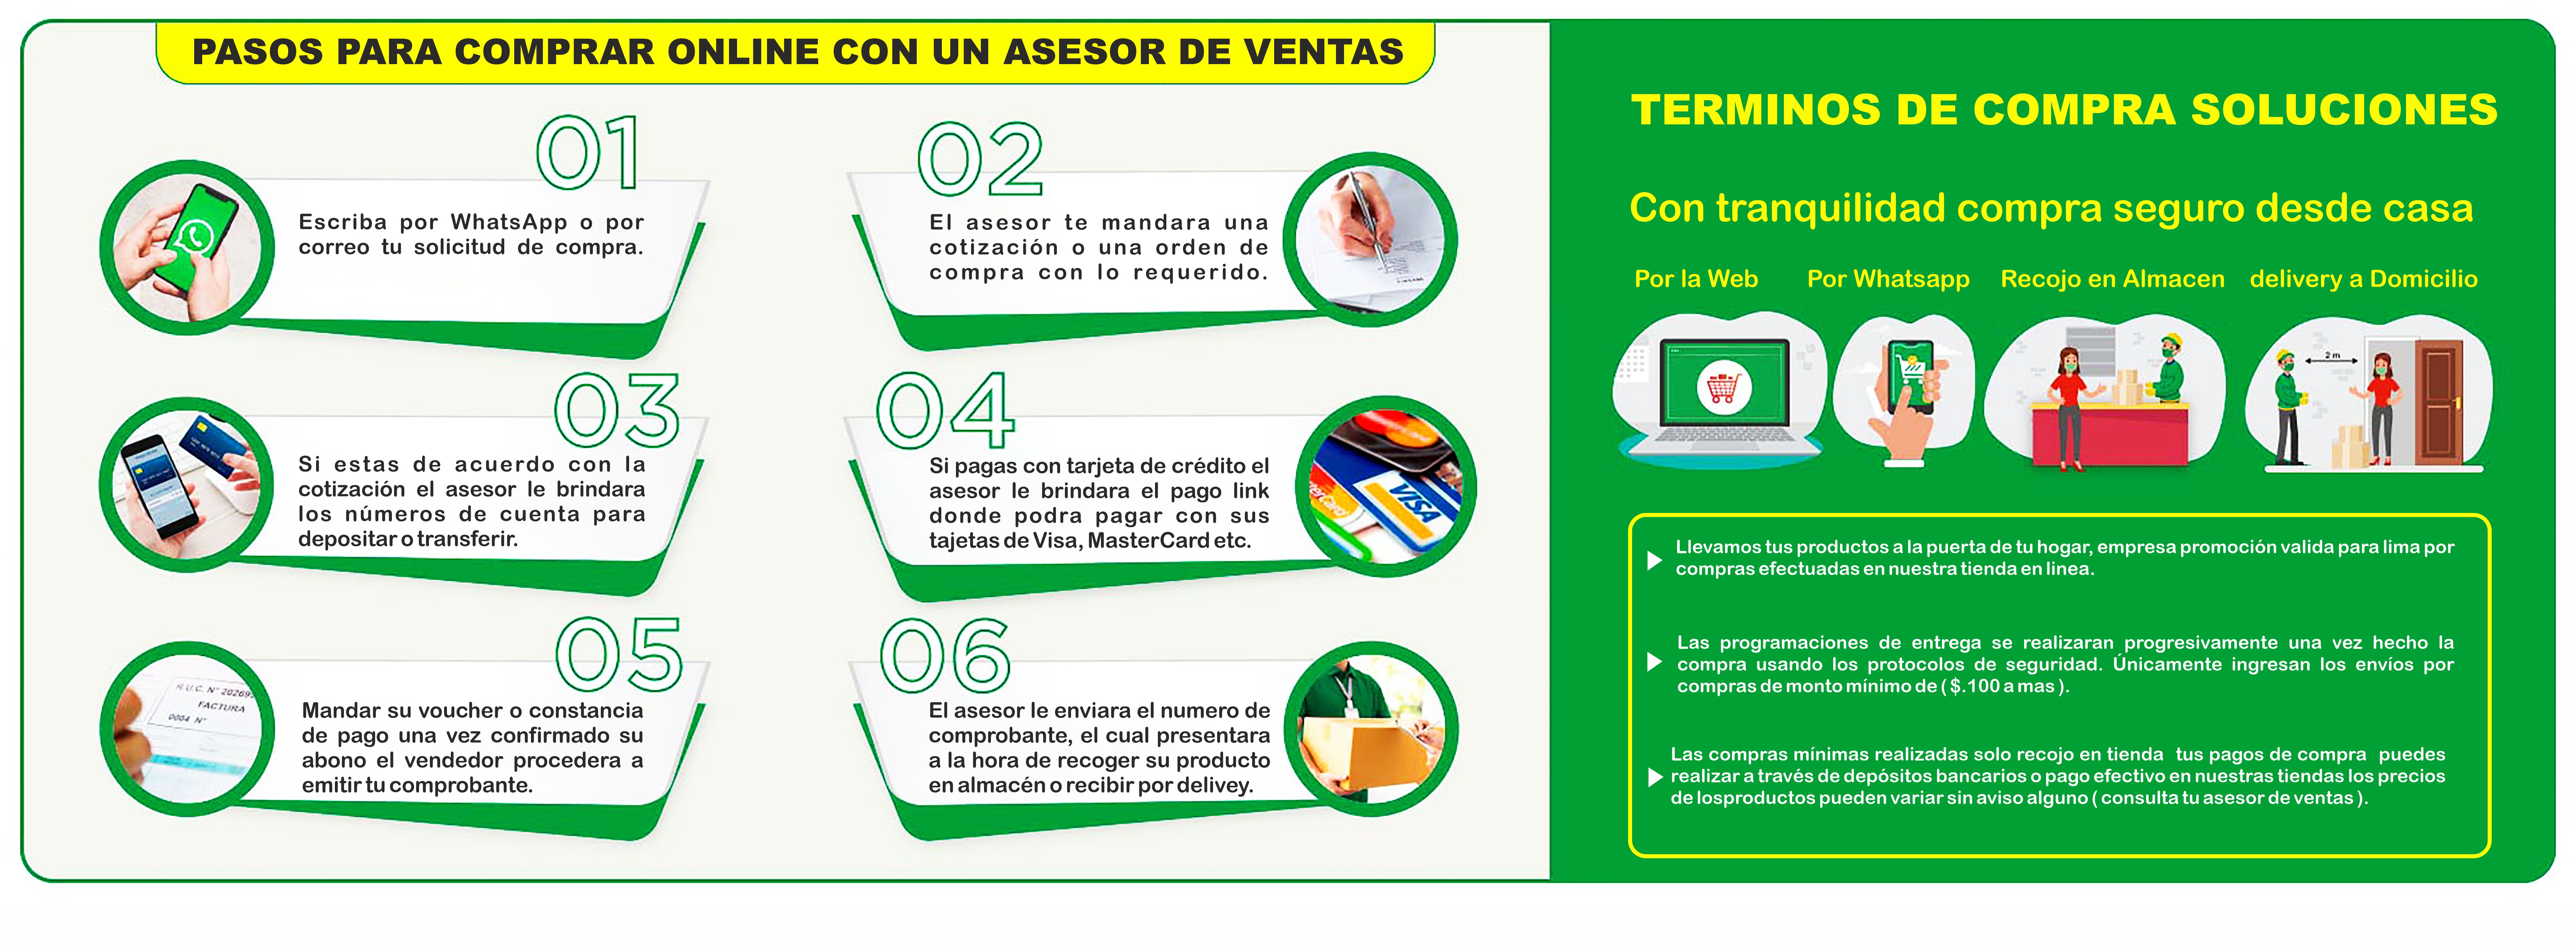 PASOS PARA COMPRAR ONLINE CON UN ASESOR DE VENTAS
01
Escriba por WhatsApp o por
correo tu solicitud de compra.
02
El asesor te mandara una
cotización o una orden de
compra con lo requerido.
03
Si estas de acuerdo con la
cotización el asesor le brindara
los números de cuenta para
depositar o transferir.
04
Si pagas con tarjeta de crédito el
asesor le brindara el pago link
donde podra pagar con sus
tajetas de Visa, MasterCard etc.
VISA
05
Mandar su voucher o constancia
de pago una vez confirmado su
abono el vendedor procedera a
emitir tu comprobante.
R.U.C. N° 20269
FACTURA
0004 N°
06
El asesor le enviara el numero de
comprobante, el cual presentara
a la hora de recoger su producto
en almacén o recibir por delivey.
TERMINOS DE COMPRA SOLUCIONES
Con tranquilidad compra seguro desde casa
Por la Web
Por Whatsapp
Recojo en Almacen
delivery a Domicilio
2 m
Llevamos tus productos a la puerta de tu hogar, empresa promoción valida para lima por
compras efectuadas en nuestra tienda en linea.
Las programaciones de entrega se realizaran progresivamente una vez hecho la
compra usando los protocolos de seguridad. Únicamente ingresan los envíos por
compras de monto mínimo de ( $.100 a mas ).
Las compras mínimas realizadas solo recojo en tienda tus pagos de compra puedes
realizar a través de depósitos bancarios o pago efectivo en nuestras tiendas los precios
de losproductos pueden variar sin aviso alguno ( consulta tu asesor de ventas ).